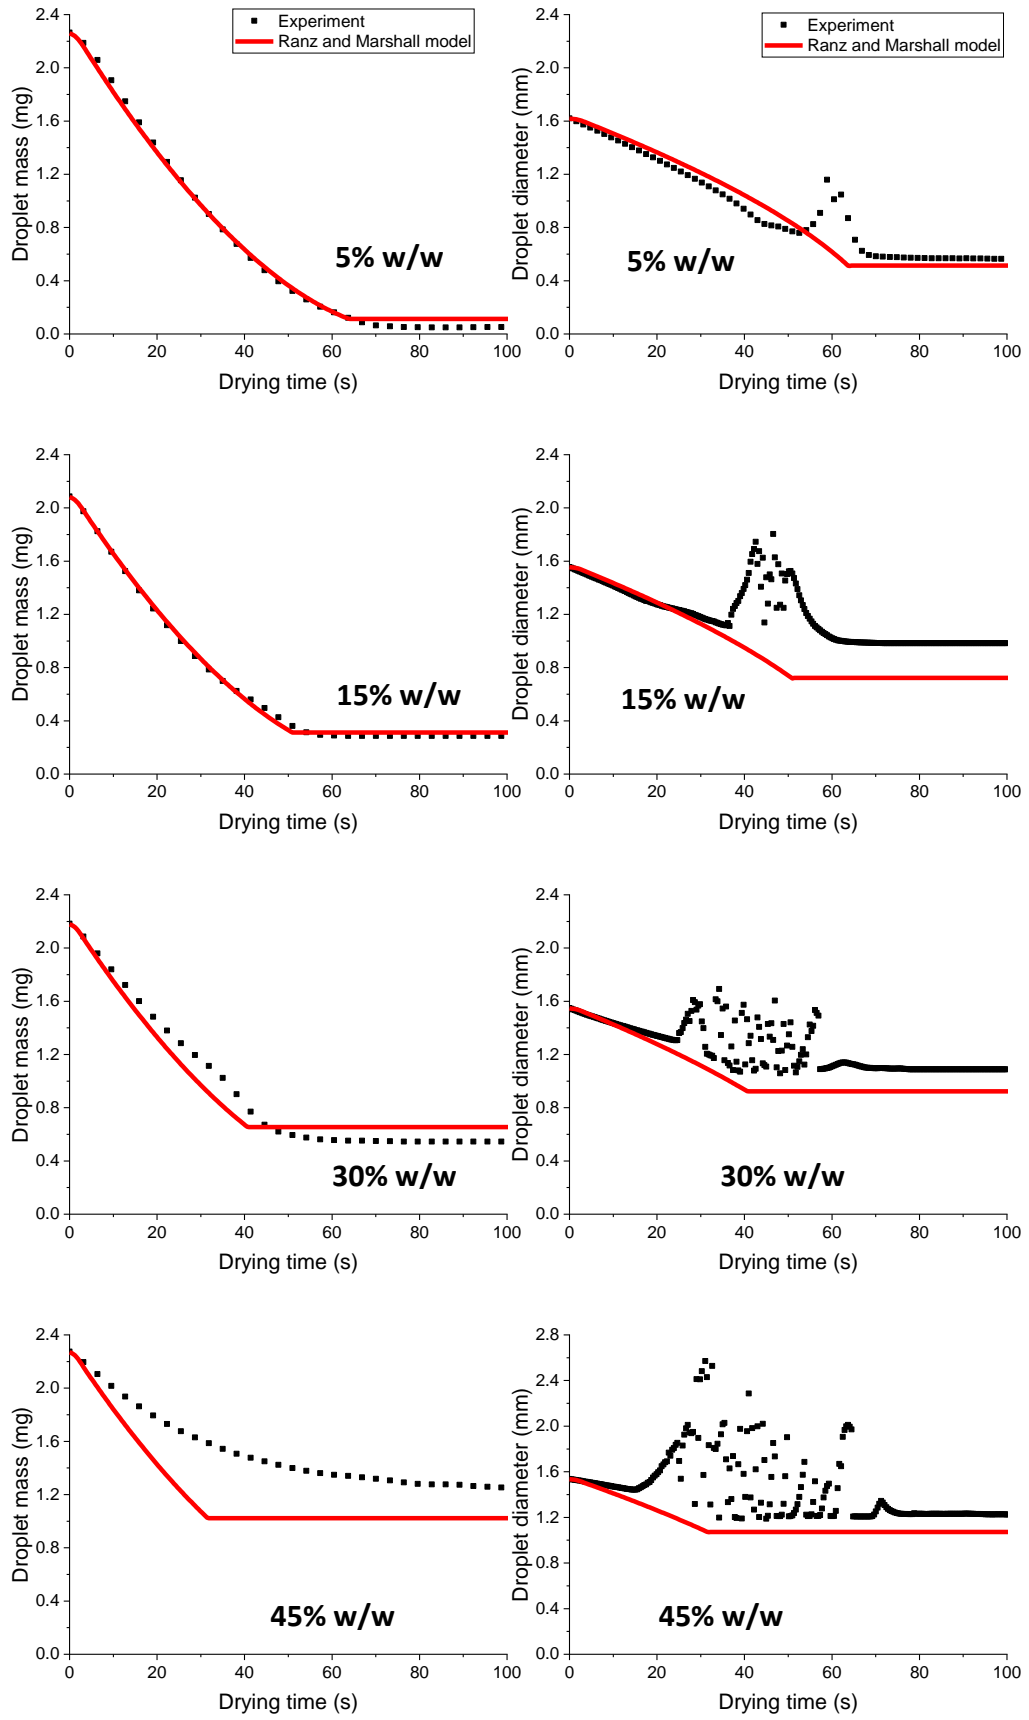 Experiment
Ranz and Marshall model
2.4
2.0
1.6
1.2
0.8
0.4
0.0
Droplet mass (mg)
5% w/w
0 20 40 60 80 100
Drying time (s)
Experiment
Ranz and Marshall model
2.4
2.0
1.6
1.2
0.8
0.4
0.0
Droplet diameter (mm)
5% w/w
0 20 40 60 80 100
Drying time (s)
2.4
2.0
1.6
1.2
0.8
0.4
0.0
Droplet mass (mg)
15% w/w
0 20 40 60 80 100
Drying time (s)
2.4
2.0
1.6
1.2
0.8
0.4
0.0
Droplet diameter (mm)
15% w/w
0 20 40 60 80 100
Drying time (s)
2.4
2.0
1.6
1.2
0.8
0.4
0.0
Droplet mass (mg)
30% w/w
0 20 40 60 80 100
Drying time (s)
2.4
2.0
1.6
1.2
0.8
0.4
0.0
Droplet diameter (mm)
30% w/w
0 20 40 60 80 100
Drying time (s)
2.4
2.0
1.6
1.2
0.8
0.4
0.0
Droplet mass (mg)
45% w/w
0 20 40 60 80 100
Drying time (s)
2.8
2.4
2.0
1.6
1.2
0.8
0.4
0.0
Droplet diameter (mm)
45% w/w
0 20 40 60 80 100
Drying time (s)